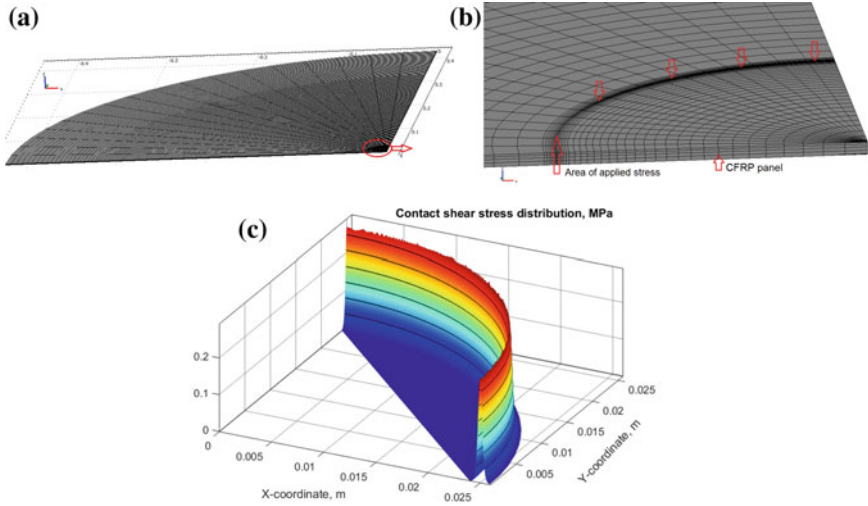 (a)
(b)
Area of applied stress
CFRP panel
(c)
Contact shear stress distribution, MPa
0.2
0.1
0
0
0.005
0.01
0.015
0.02
0.025
X-coordinate, m
0.005
0.01
0.015
0.02
0.025
Y-coordinate, m